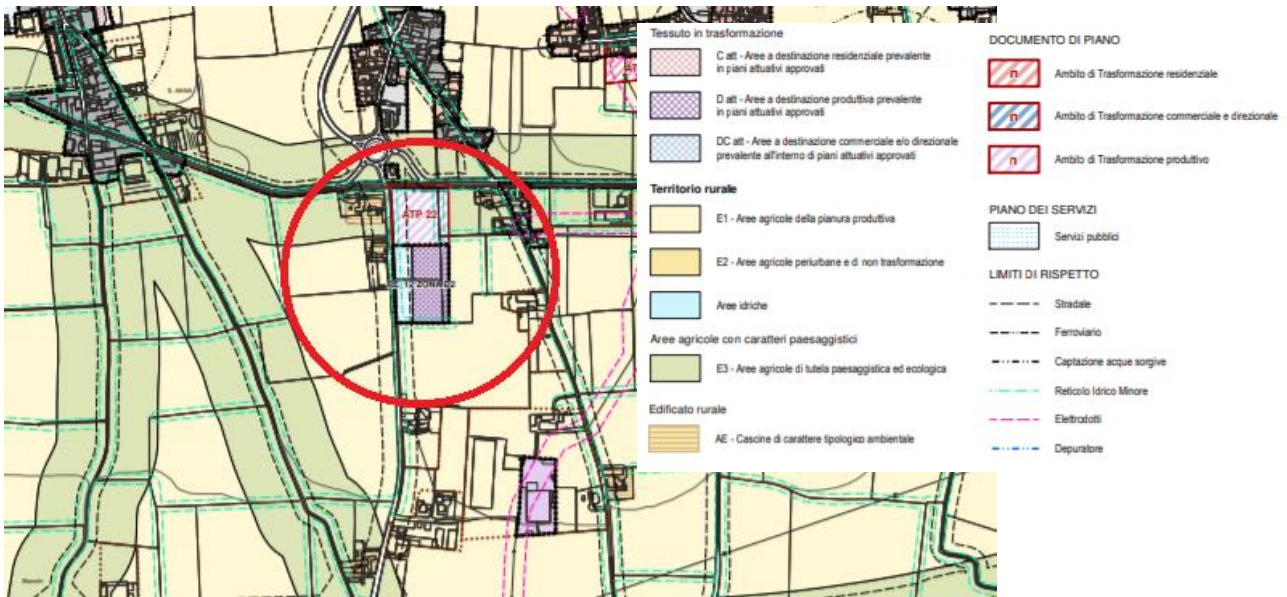 S. Attilio
ATP 22
Tessuto in trasformazione
C att - Aree a destinazione residenziale prevalente
in piani attuativi approvati
D att - Aree a destinazione produttiva prevalente
in piani attuativi approvati
DC att - Aree a destinazione commerciale e/o direzionale
prevalente all'interno di piani attuativi approvati
Territorio rurale
E1 - Aree agricole della pianura produttiva
E2 - Aree agricole periurbane e di non trasformazione
Aree idriche
Aree agricole con caratteri paesaggistici
E3 - Aree agricole di tutela paesaggistica ed ecologica
Edificato rurale
AE - Cascine di carattere tipologico ambientale
DOCUMENTO DI PIANO
n Ambito di Trasformazione residenziale
n Ambito di Trasformazione commerciale e direzionale
n Ambito di Trasformazione produttivo
PIANO DEI SERVIZI
Servizi pubblici
LIMITI DI RISPETTO
Stradale
Ferroviario
Captazione acque sorgive
Reticolo Idrico Minore
Elettrodotti
Depuratore